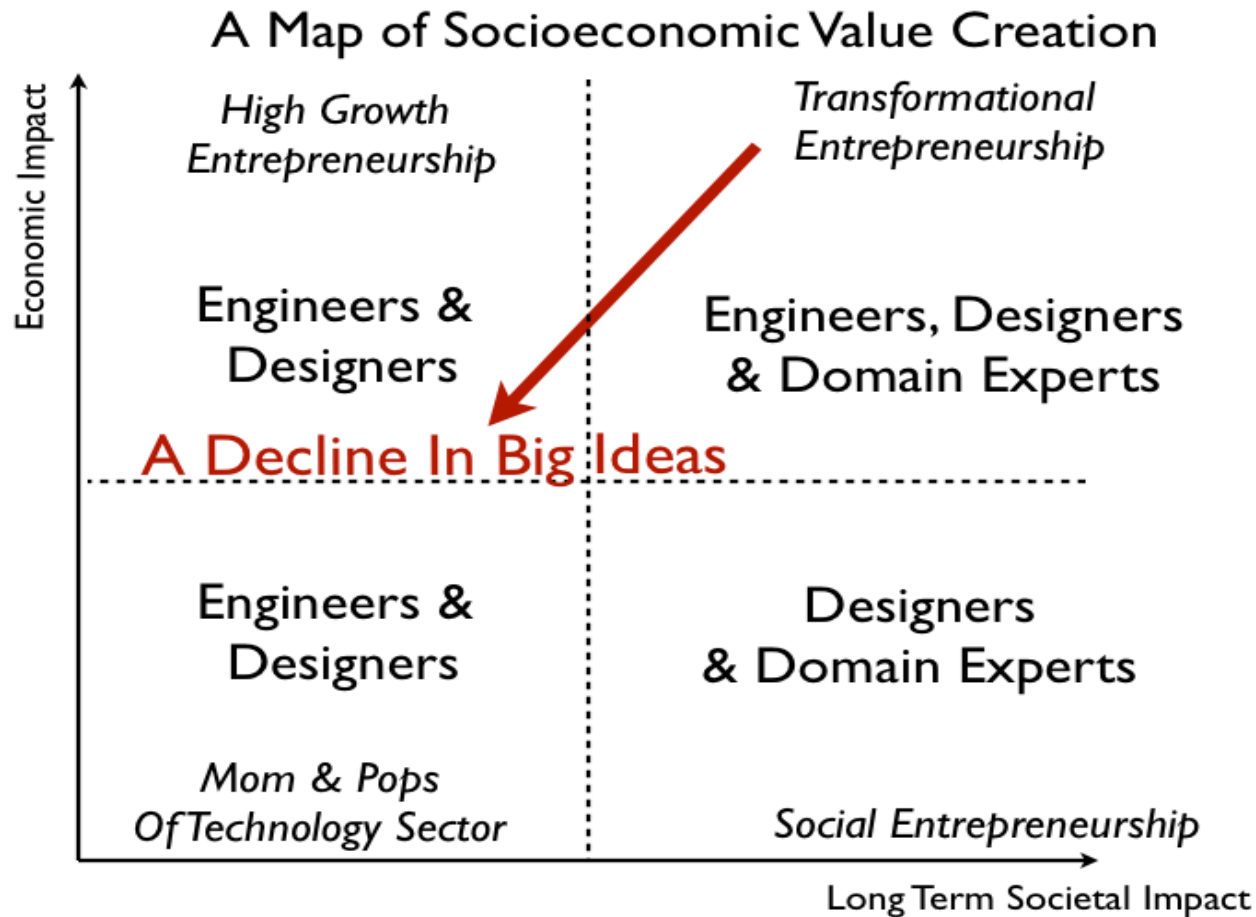 A Map of Socioeconomic Value Creation
Economic Impact
High Growth
Entrepreneurship
Transformational
Entrepreneurship
Engineers &
Designers
Engineers, Designers
& Domain Experts
A Decline In Big Ideas
Engineers &
Designers
Designers
& Domain Experts
Mom & Pops
Of Technology Sector
Social Entrepreneurship
Long Term Societal Impact